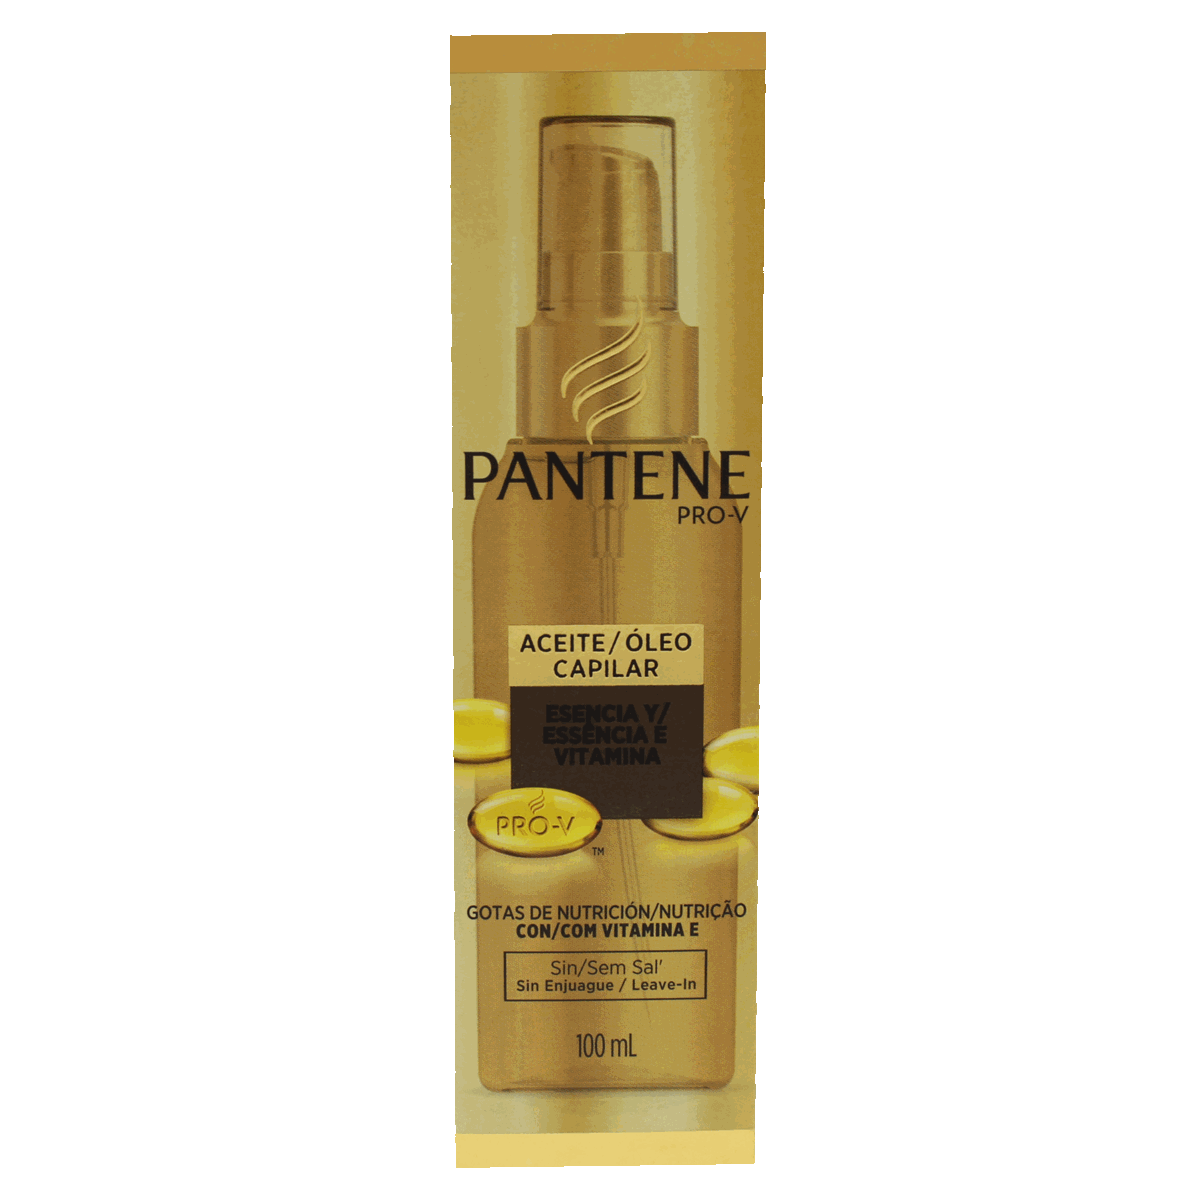 PANTENE
PRO-V
ACEITE/ÓLEO
CAPILAR
ESENCIA Y/
ESSÊNCIA E
VITAMINA
PRO-V
™
GOTAS DE NUTRICIÓN/NUTRIÇÃO
CON/COM VITAMINA E
Sin/Sem Sal'
Sin Enjuague / Leave-In
100 mL